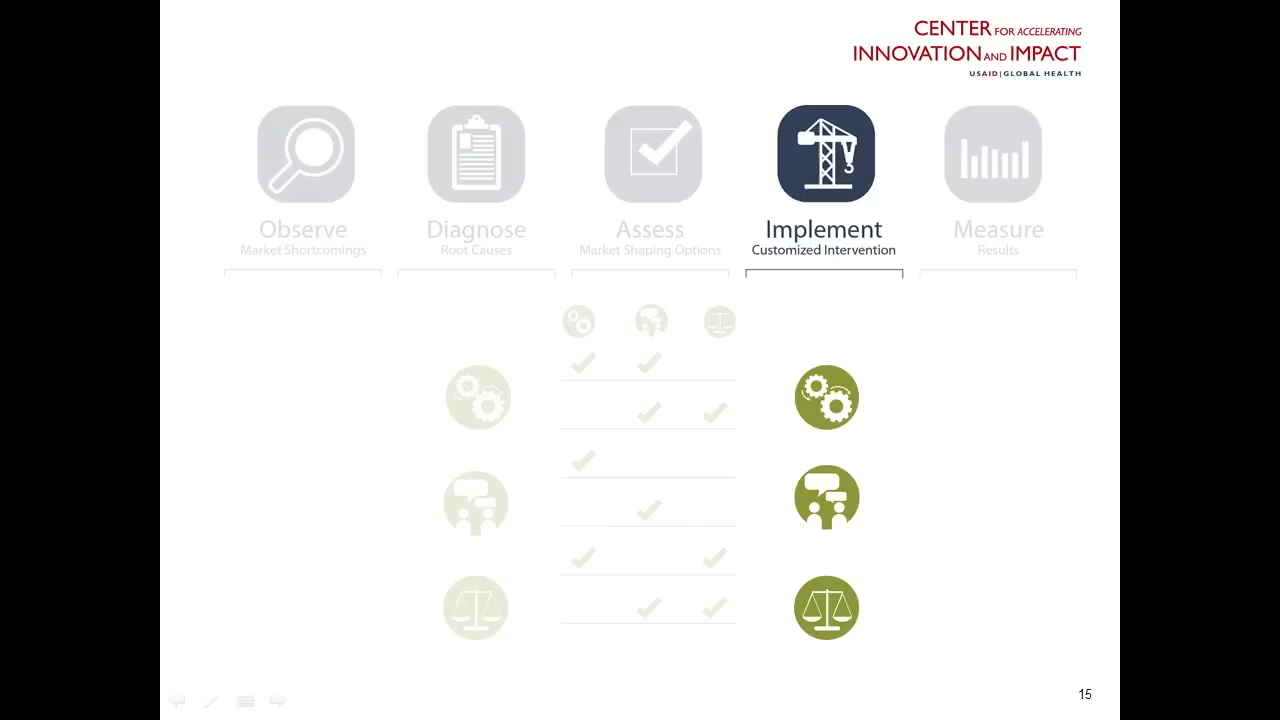 CENTER FOR ACCELERATING
INNOVATION AND IMPACT
USAID | GLOBAL HEALTH
Observe
Market Shortcomings
Diagnose
Root Causes
Assess
Market Shaping Options
Implement
Customized Intervention
Measure
Results
15